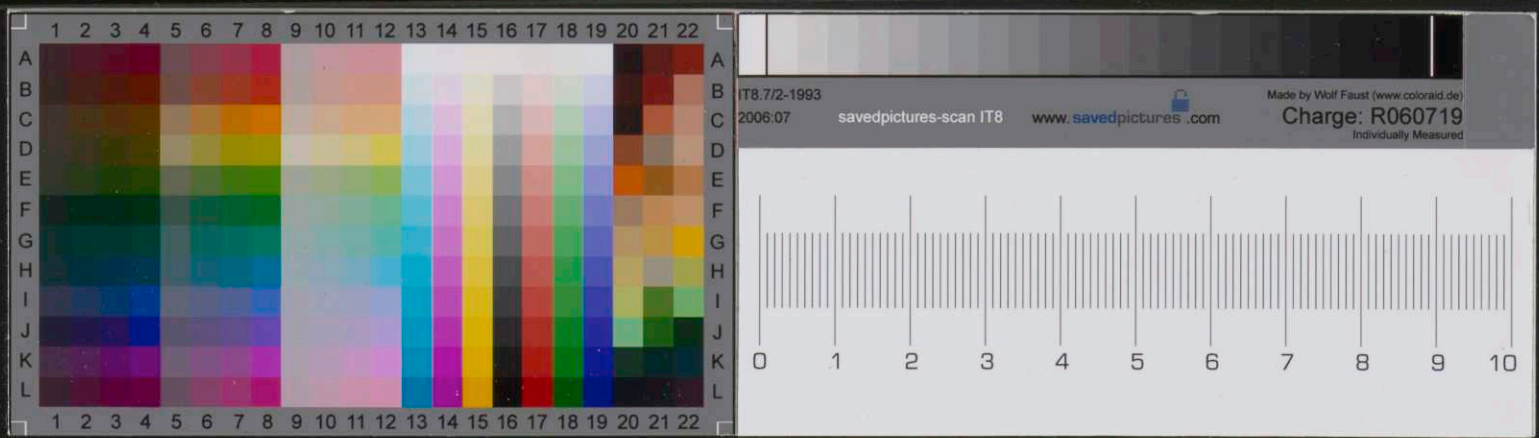 1 2 3 4 5 6 7 8 9 10 11 12 13 14 15 16 17 18 19 20 21 22
A A
B B
C C
D D
E E
F F
G G
H H
I I
J J
K K
L L
1 2 3 4 5 6 7 8 9 10 11 12 13 14 15 16 17 18 19 20 21 22
IT8.7/2-1993
2006:07
savedpictures-scan IT8
www.savedpictures.com
Made by Wolf Faust (www.coloraid.de)
Charge: R060719
Individually Measured
0 1 2 3 4 5 6 7 8 9 10